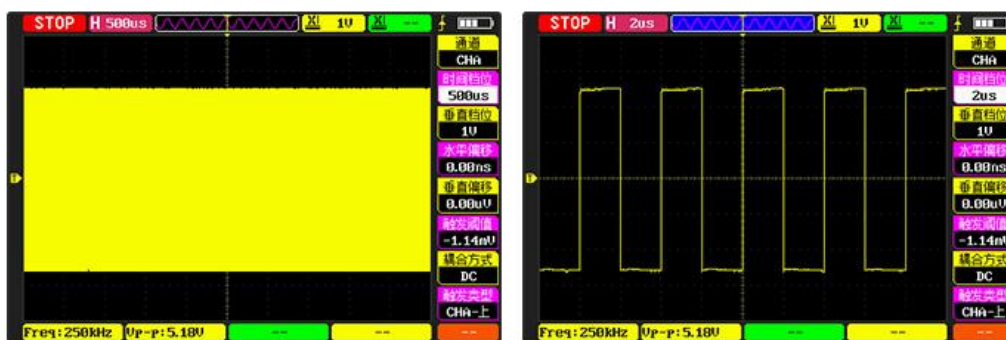 STOP H 500us X1 1V X1 --
通道
CHA
时间档位
500us
垂直档位
1V
水平偏移
0.00ns
垂直偏移
0.00uV
触发阈值
-1.14mV
耦合方式
DC
触发类型
CHA-上
Freq:250kHz Vp-p:5.18V -- -- --
STOP H 2us X1 1V X1 --
通道
CHA
时间档位
2us
垂直档位
1V
水平偏移
0.00ns
垂直偏移
0.00uV
触发阈值
-1.14mV
耦合方式
DC
触发类型
CHA-上
Freq:250kHz Vp-p:5.18V -- -- --